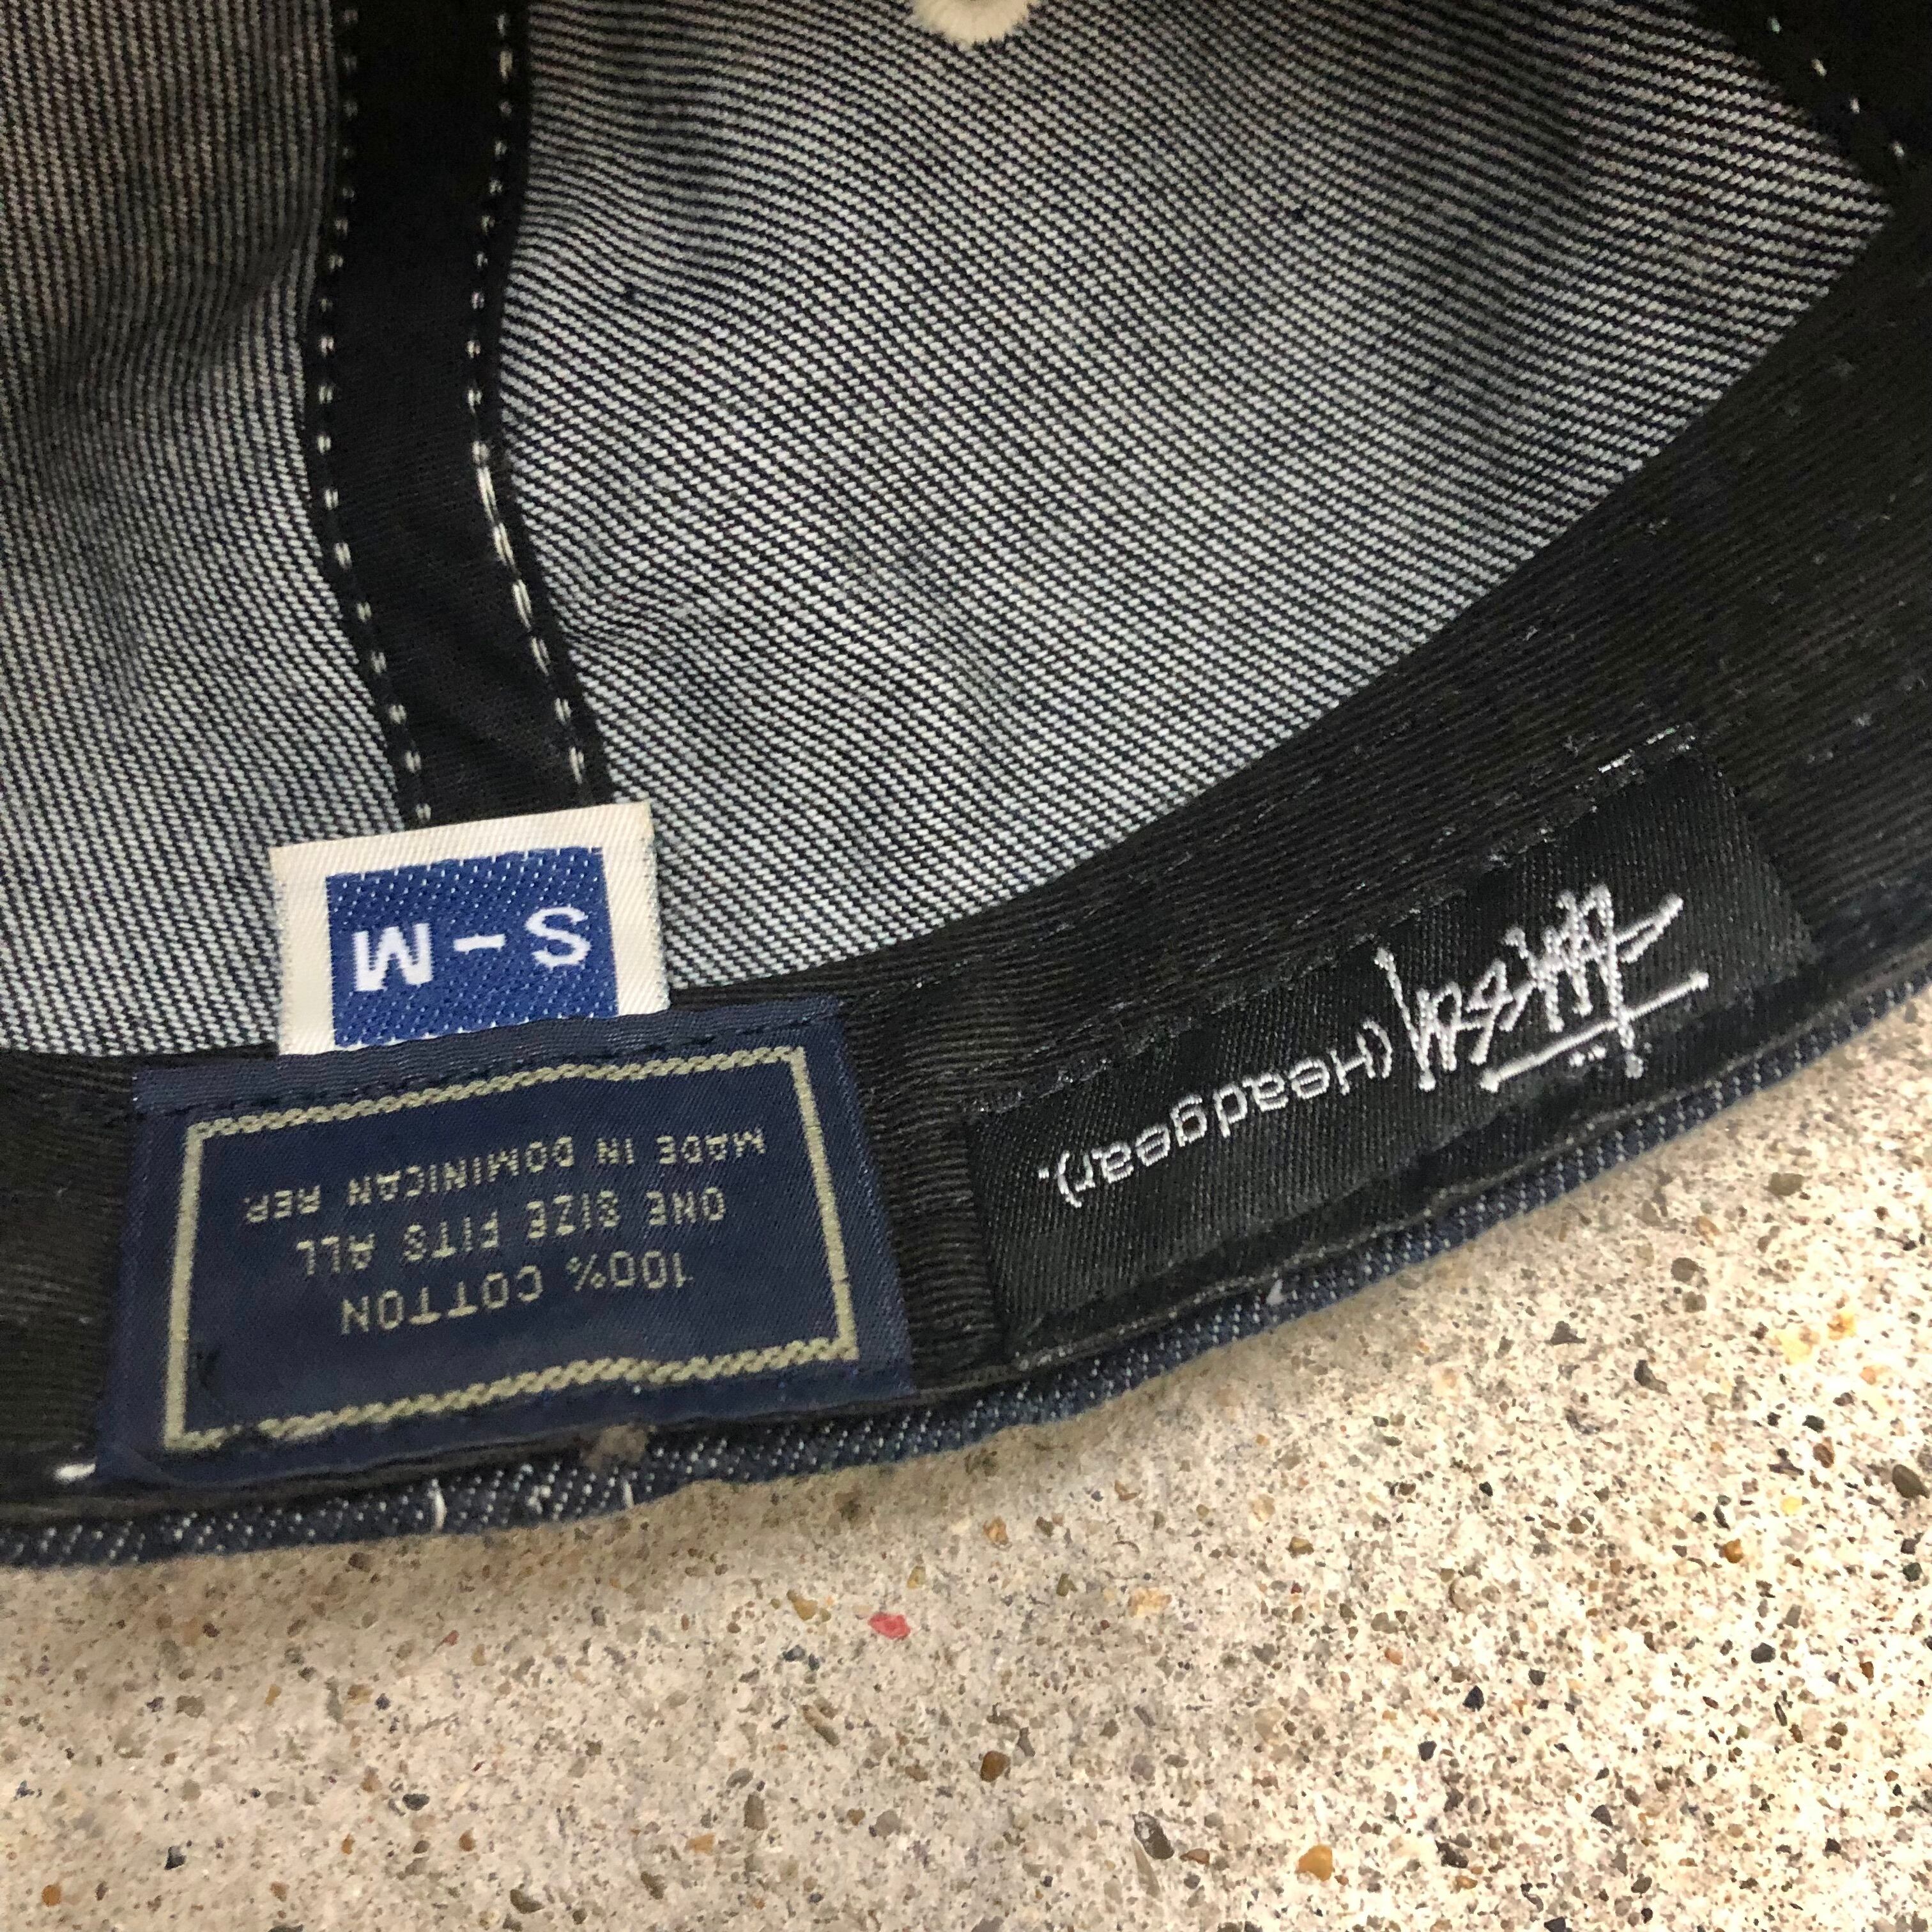 S-M
100% COTTON
ONE SIZE FITS ALL
MADE IN DOMINICAN REP.
Stüssy (Headgear).